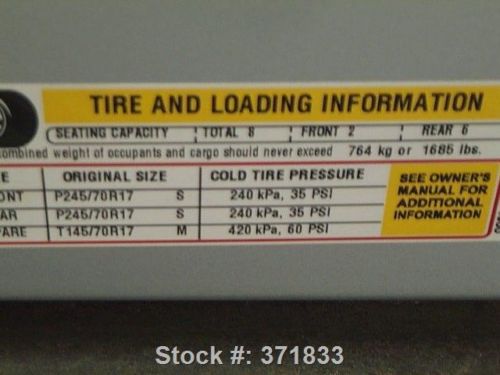 TIRE AND LOADING INFORMATION
SEATING CAPACITY TOTAL 8 FRONT 2 REAR 6
combined weight of occupants and cargo should never exceed 764 kg or 1685 lbs.
E ORIGINAL SIZE COLD TIRE PRESSURE
ONT P245/70R17 S 240 kPa, 35 PSI
AR P245/70R17 S 240 kPa, 35 PSI
PARE T145/70R17 M 420 kPa, 60 PSI
SEE OWNER'S
MANUAL FOR
ADDITIONAL
INFORMATION
Stock #: 371833